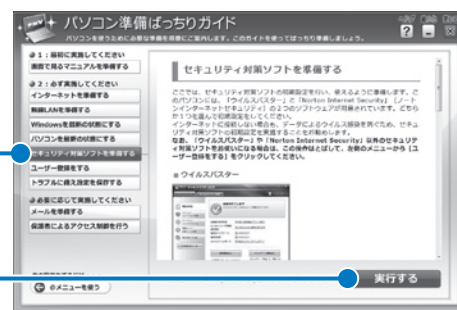 パソコン準備ばっちりガイド
パソコンを使うために必要な準備を順番にご案内します。このガイドを使ってばっちり準備しましょう。
1：最初に実施してください
画面で見るマニュアルを準備する
2：必ず実施してください
インターネットを準備する
無線LANを準備する
Windowsを最新の状態にする
パソコンを最新の状態にする
セキュリティ対策ソフトを準備する
ユーザー登録をする
トラブルに備え設定を保存する
必要に応じて実施してください
メールを準備する
保護者によるアクセス制限を行う
のメニューを使う
セキュリティ対策ソフトを準備する
ここでは、セキュリティ対策ソフトの初期設定を行い、使えるように準備します。こ
のパソコンには、「ウイルスバスター」と「Norton Internet Security」（ノート
ンインターネットセキュリティ）の2つのソフトウェアが用意されています。どちら
か1つを選んで初期設定をしてください。
インターネットに接続しない場合も、データによるウイルス感染を防ぐため、セキュ
リティ対策ソフトの初期設定を実施することをお勧めします。
なお、「ウイルスバスター」や「Norton Internet Security」以外のセキュリテ
ィ対策ソフトをお使いになる場合は、この操作はとばして、左側のメニューから［ユ
ーザー登録をする］をクリックしてください。
ウイルスバスター
実行する